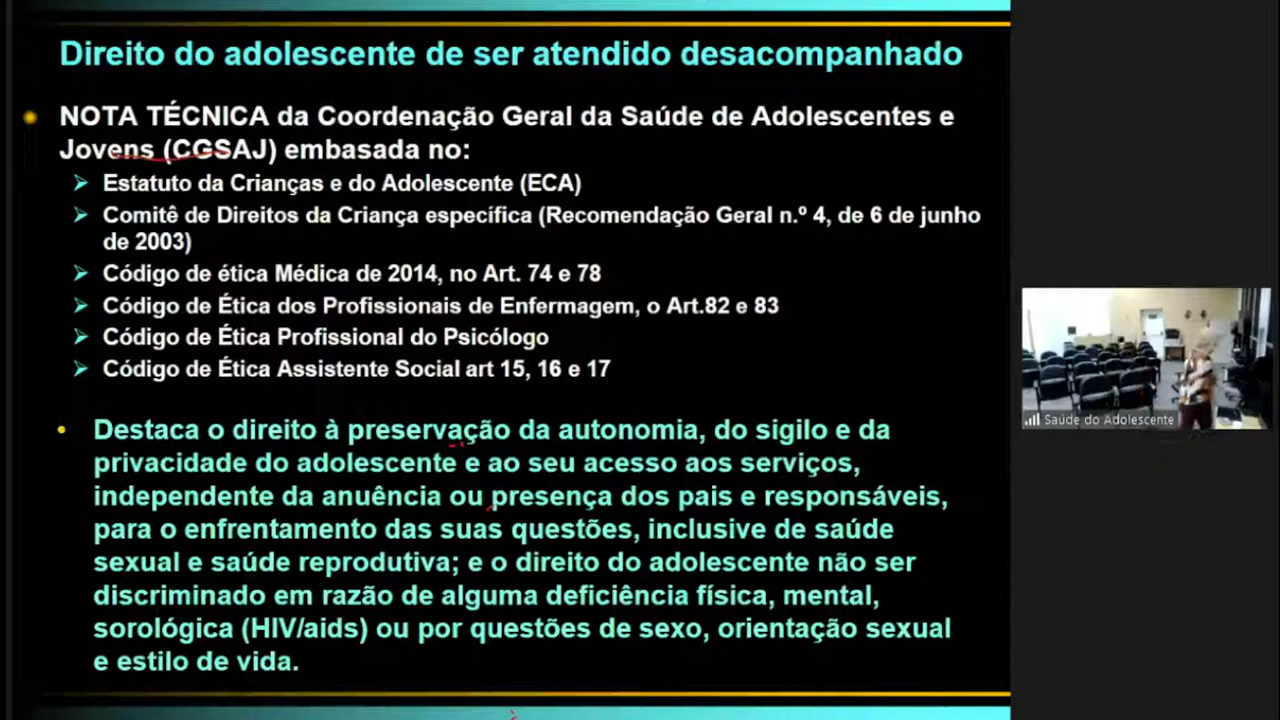 Direito do adolescente de ser atendido desacompanhado
NOTA TÉCNICA da Coordenação Geral da Saúde de Adolescentes e
Jovens (CGSAJ) embasada no:
Estatuto da Crianças e do Adolescente (ECA)
Comitê de Direitos da Criança específica (Recomendação Geral n.º 4, de 6 de junho
de 2003)
Código de ética Médica de 2014, no Art. 74 e 78
Código de Ética dos Profissionais de Enfermagem, o Art.82 e 83
Código de Ética Profissional do Psicólogo
Código de Ética Assistente Social art 15, 16 e 17
Destaca o direito à preservação da autonomia, do sigilo e da
privacidade do adolescente e ao seu acesso aos serviços,
independente da anuência ou presença dos pais e responsáveis,
para o enfrentamento das suas questões, inclusive de saúde
sexual e saúde reprodutiva; e o direito do adolescente não ser
discriminado em razão de alguma deficiência física, mental,
sorológica (HIV/aids) ou por questões de sexo, orientação sexual
e estilo de vida.
Saúde do Adolescente